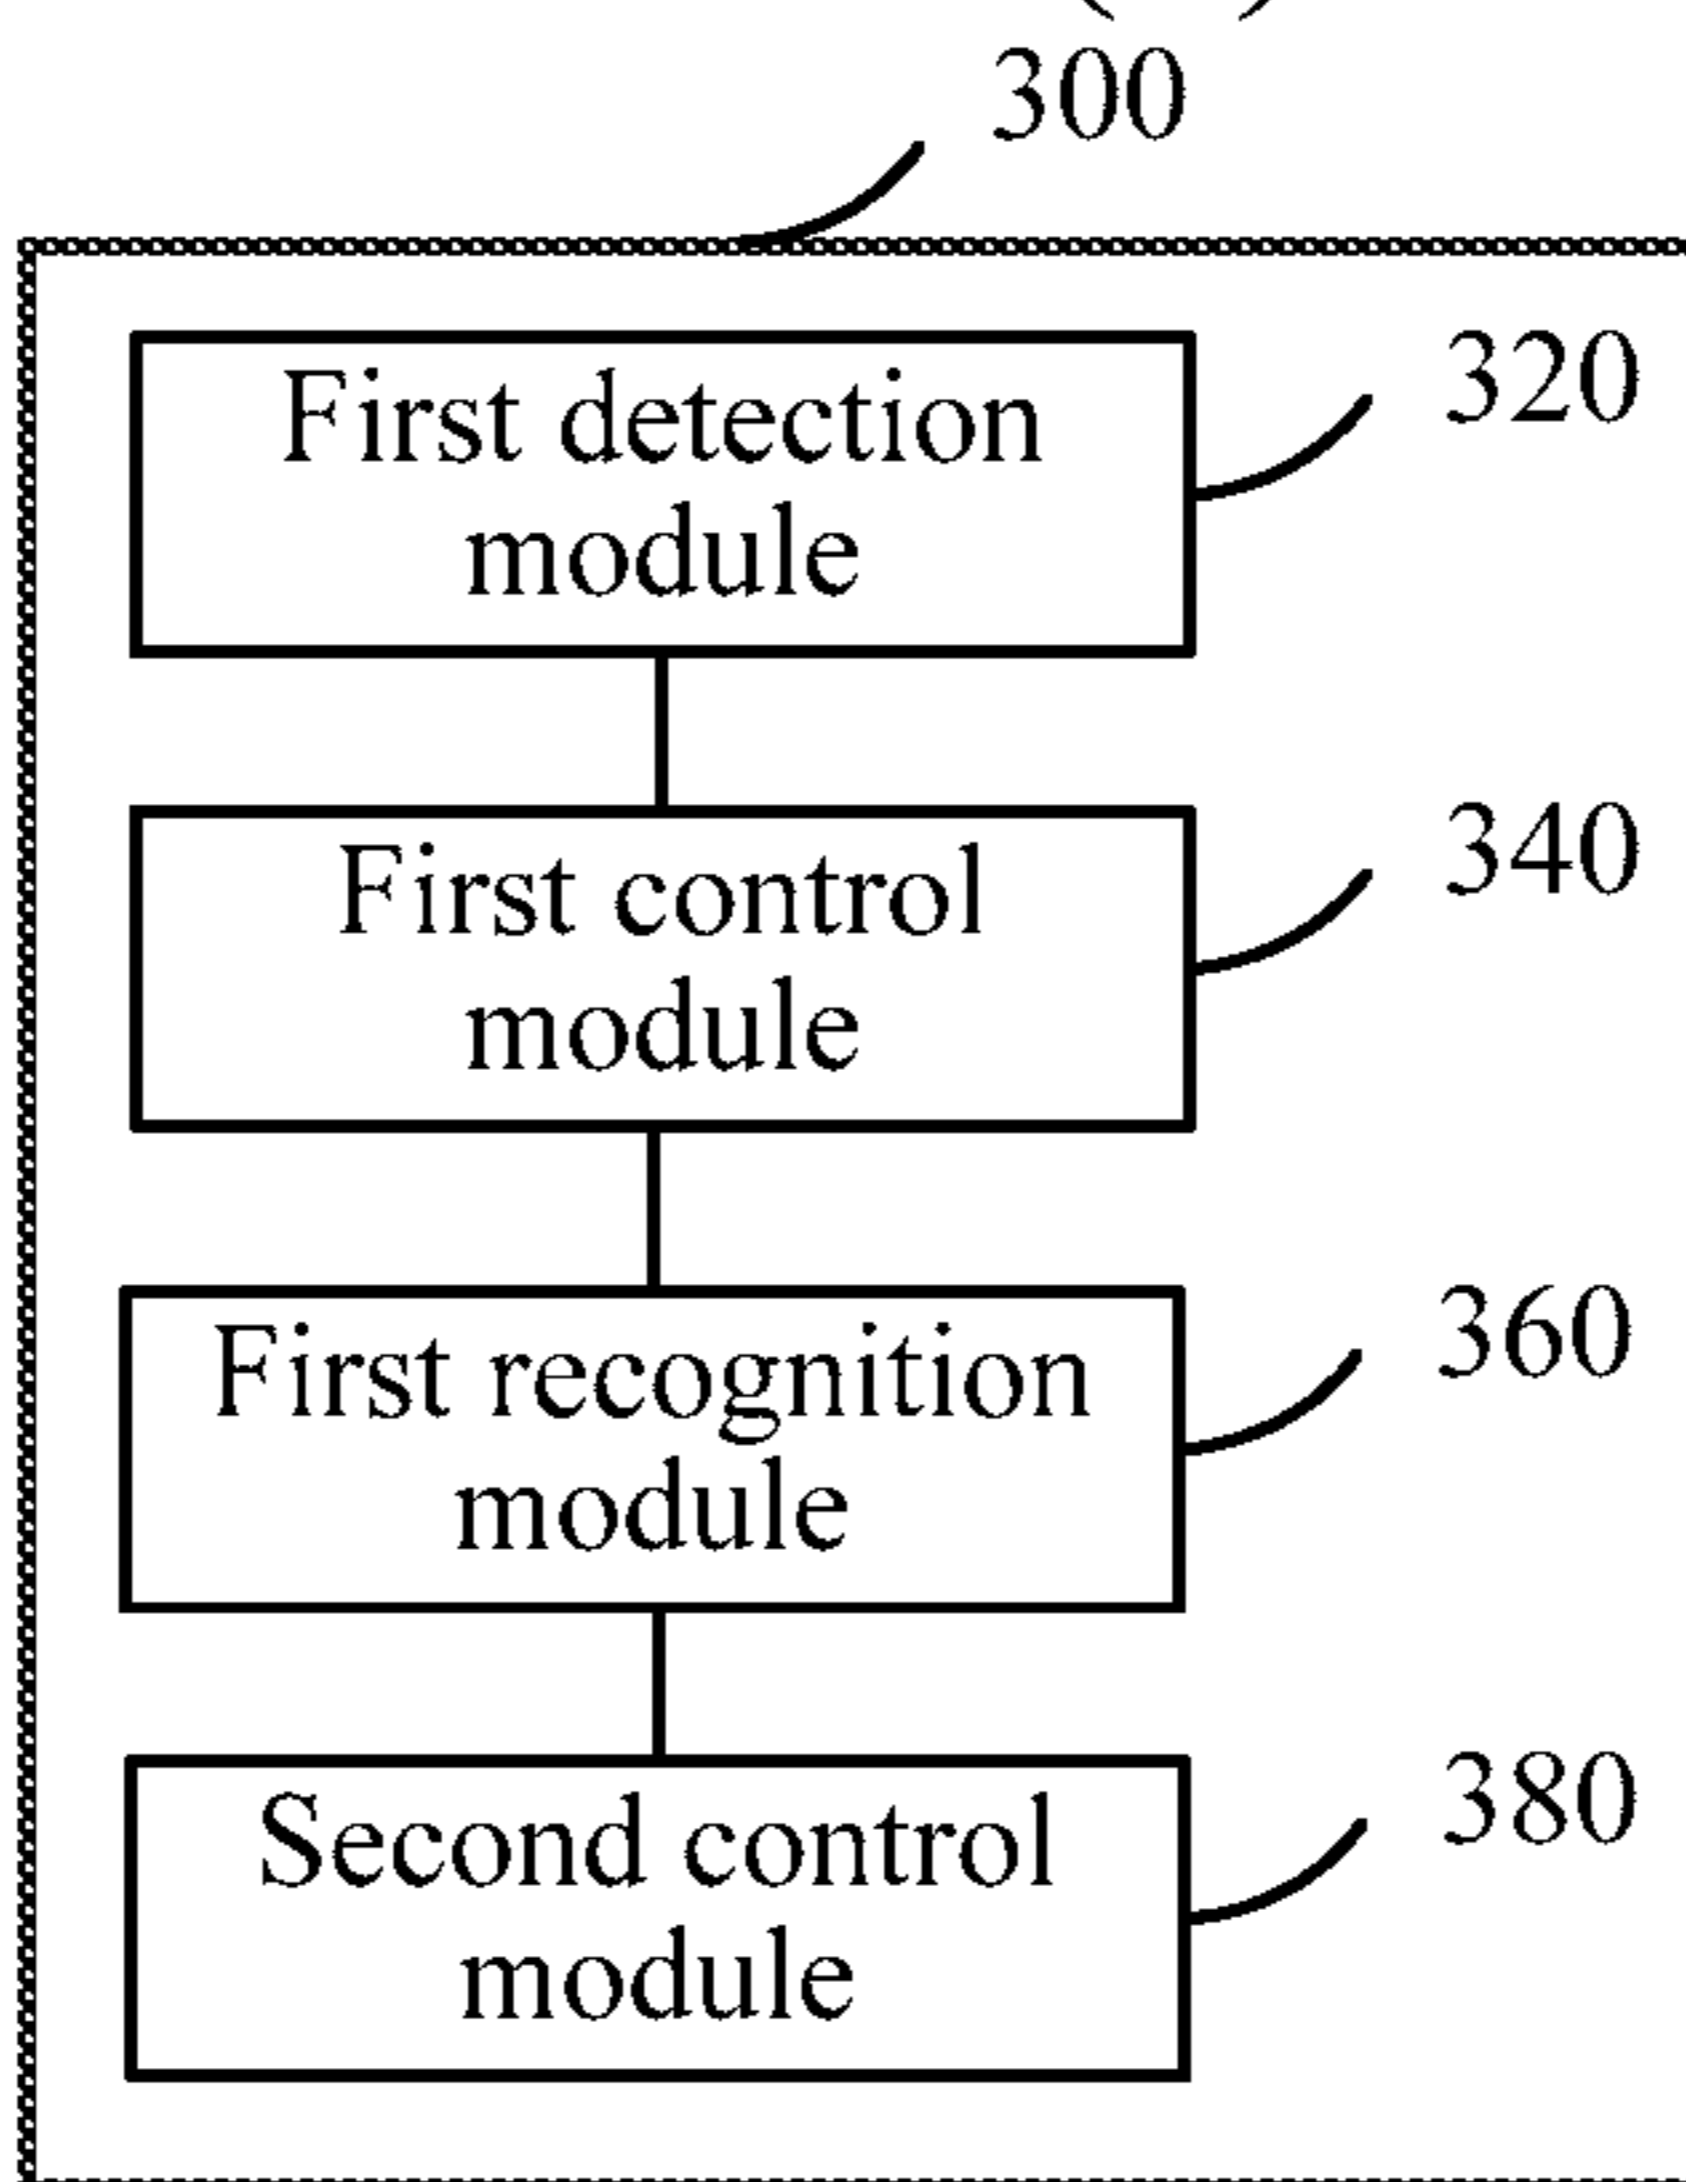 300
First detection
module
320
First control
module
340
First recognition
module
360
Second control
module
380